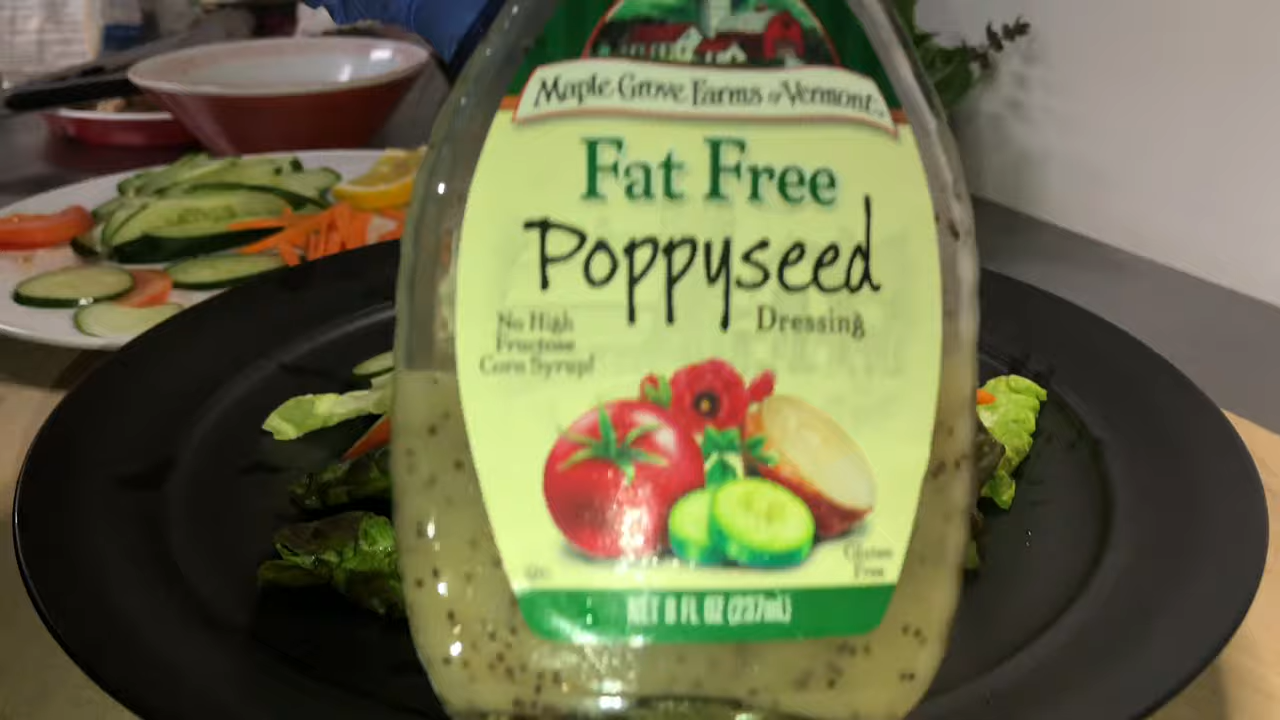 Maple Grove Farms of Vermont
Fat Free
Poppyseed
Dressing
No High
Fructose
Corn Syrup!
Gluten
Free
NET 8 FL OZ (237mL)